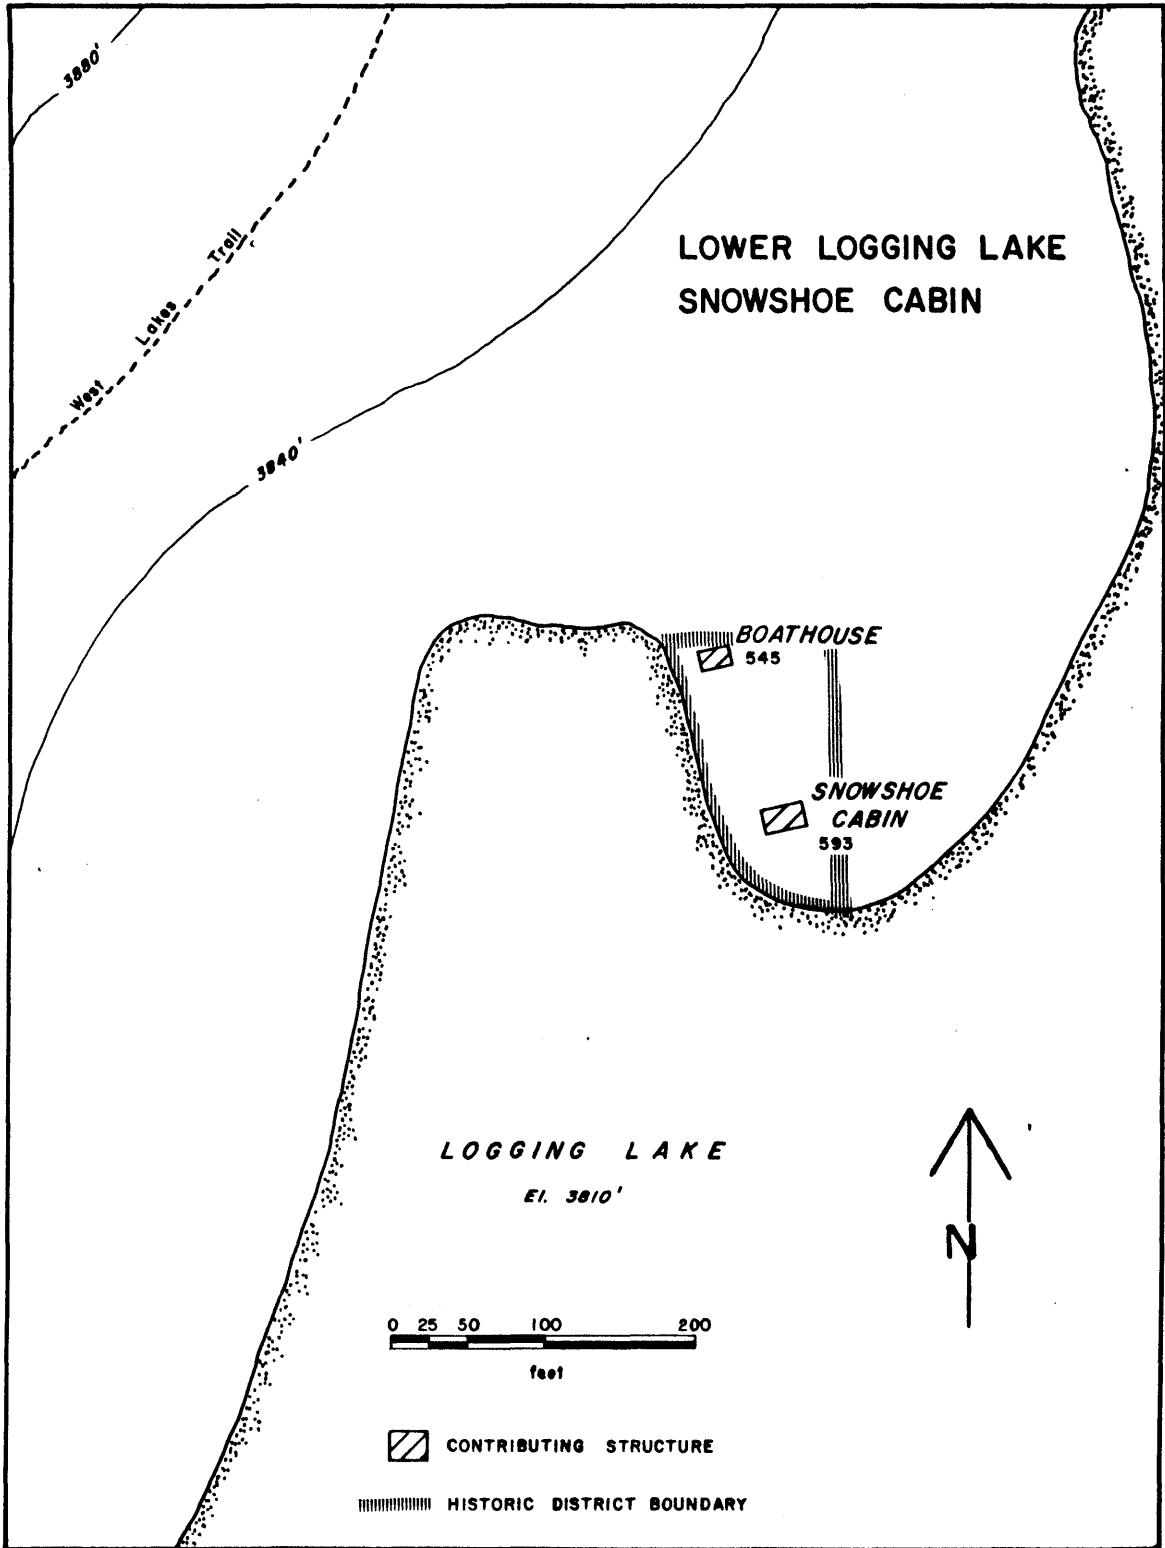 3880'
West Lakes Trail
LOWER LOGGING LAKE
SNOWSHOE CABIN
3840'
BOATHOUSE
545
SNOWSHOE
CABIN
593
LOGGING LAKE
El. 3810'
N
0 25 50 100 200
feet
CONTRIBUTING STRUCTURE
HISTORIC DISTRICT BOUNDARY